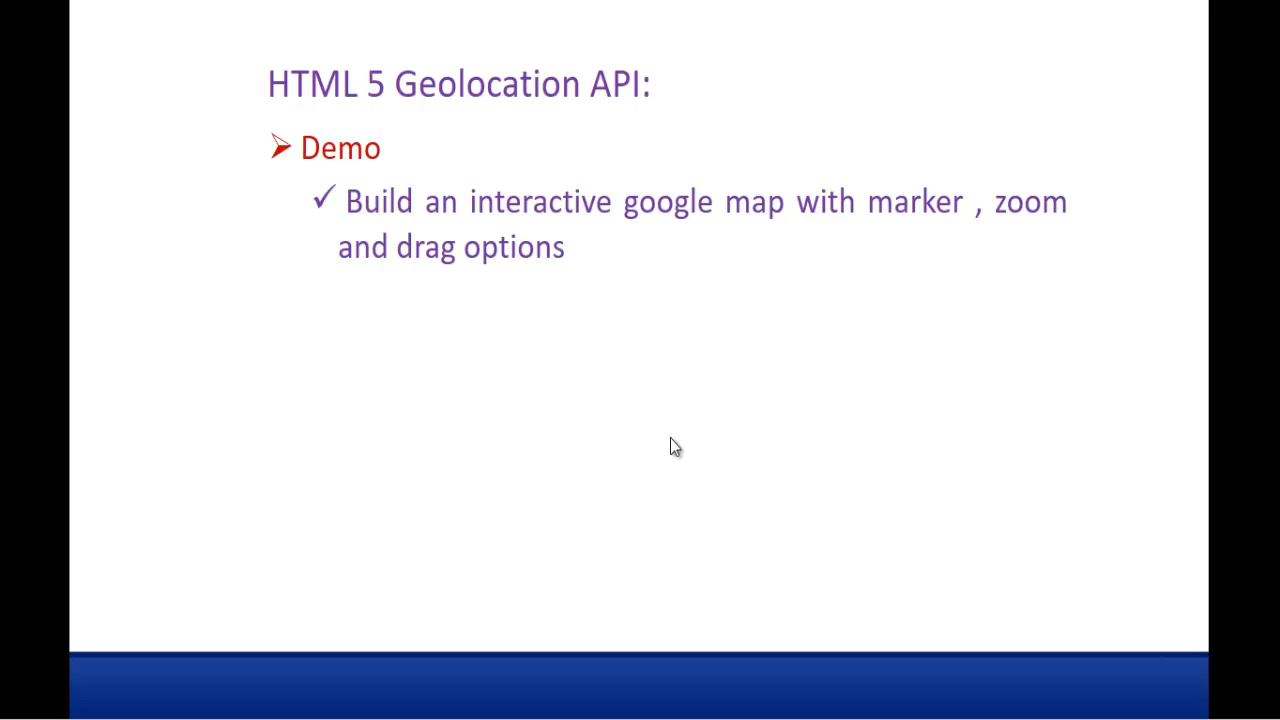 HTML 5 Geolocation API:
Demo
Build an interactive google map with marker , zoom
and drag options